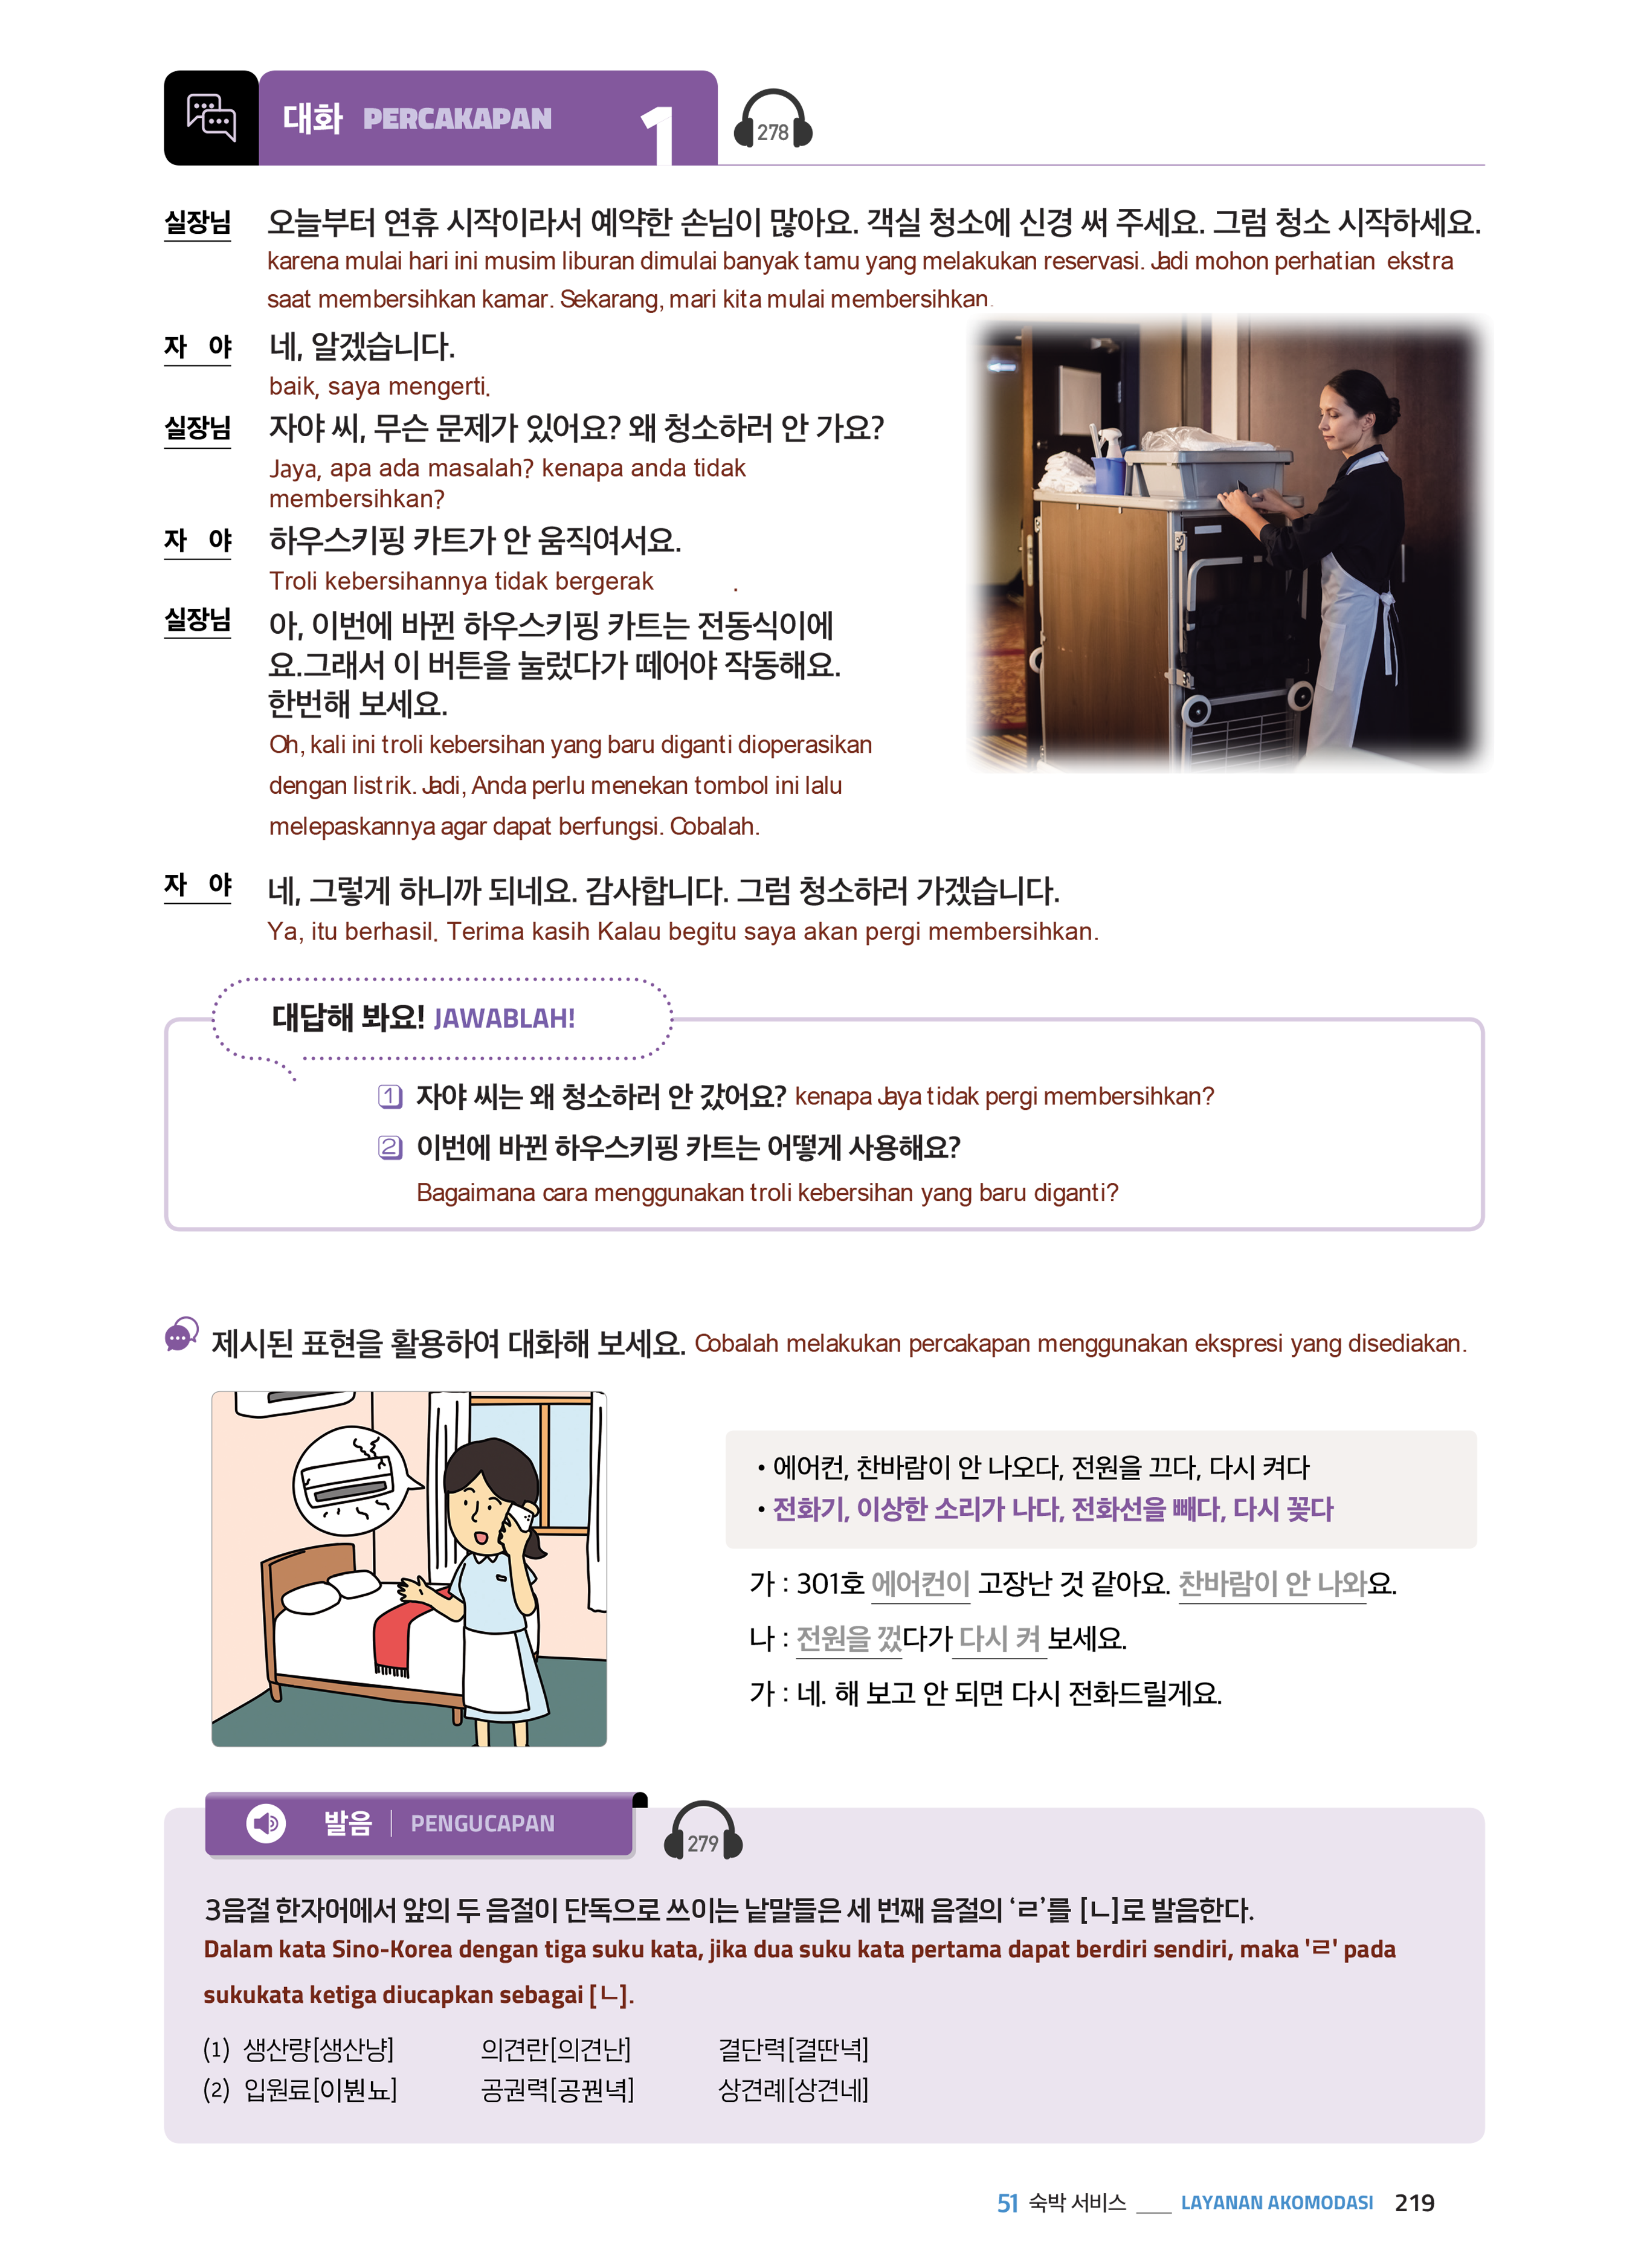 대화 PERCAKAPAN 1 278
실장님 오늘부터 연휴 시작이라서 예약한 손님이 많아요. 객실 청소에 신경 써 주세요. 그럼 청소 시작하세요.
karena mulai hari ini musim liburan dimulai banyak tamu yang melakukan reservasi. Jadi mohon perhatian ekstra
saat membersihkan kamar. Sekarang, mari kita mulai membersihkan.
자 야 네, 알겠습니다.
baik, saya mengerti.
실장님 자야 씨, 무슨 문제가 있어요? 왜 청소하러 안 가요?
Jaya, apa ada masalah? kenapa anda tidak
membersihkan?
자 야 하우스키핑 카트가 안 움직여서요.
Troli kebersihannya tidak bergerak .
실장님 아, 이번에 바뀐 하우스키핑 카트는 전동식이에
요.그래서 이 버튼을 눌렀다가 떼어야 작동해요.
한번해 보세요.
Oh, kali ini troli kebersihan yang baru diganti dioperasikan
dengan listrik. Jadi, Anda perlu menekan tombol ini lalu
melepaskannya agar dapat berfungsi. Cobalah.
자 야 네, 그렇게 하니까 되네요. 감사합니다. 그럼 청소하러 가겠습니다.
Ya, itu berhasil. Terima kasih Kalau begitu saya akan pergi membersihkan.
대답해 봐요! JAWABLAH!
1 자야 씨는 왜 청소하러 안 갔어요? kenapa Jaya tidak pergi membersihkan?
2 이번에 바뀐 하우스키핑 카트는 어떻게 사용해요?
Bagaimana cara menggunakan troli kebersihan yang baru diganti?
제시된 표현을 활용하여 대화해 보세요. Cobalah melakukan percakapan menggunakan ekspresi yang disediakan.
• 에어컨, 찬바람이 안 나오다, 전원을 끄다, 다시 켜다
• 전화기, 이상한 소리가 나다, 전화선을 빼다, 다시 꽂다
가 : 301호 에어컨이 고장난 것 같아요. 찬바람이 안 나와요.
나 : 전원을 껐다가 다시 켜 보세요.
가 : 네. 해 보고 안 되면 다시 전화드릴게요.
발음 | PENGUCAPAN 279
3음절 한자어에서 앞의 두 음절이 단독으로 쓰이는 낱말들은 세 번째 음절의 ‘ㄹ’를 [ㄴ]로 발음한다.
Dalam kata Sino-Korea dengan tiga suku kata, jika dua suku kata pertama dapat berdiri sendiri, maka 'ㄹ' pada
sukukata ketiga diucapkan sebagai [ㄴ].
(1) 생산량[생산냥] 의견란[의견난] 결단력[결딴녁]
(2) 입원료[이붠뇨] 공권력[공꿘녁] 상견례[상견네]
51 숙박 서비스 ___ LAYANAN AKOMODASI 219